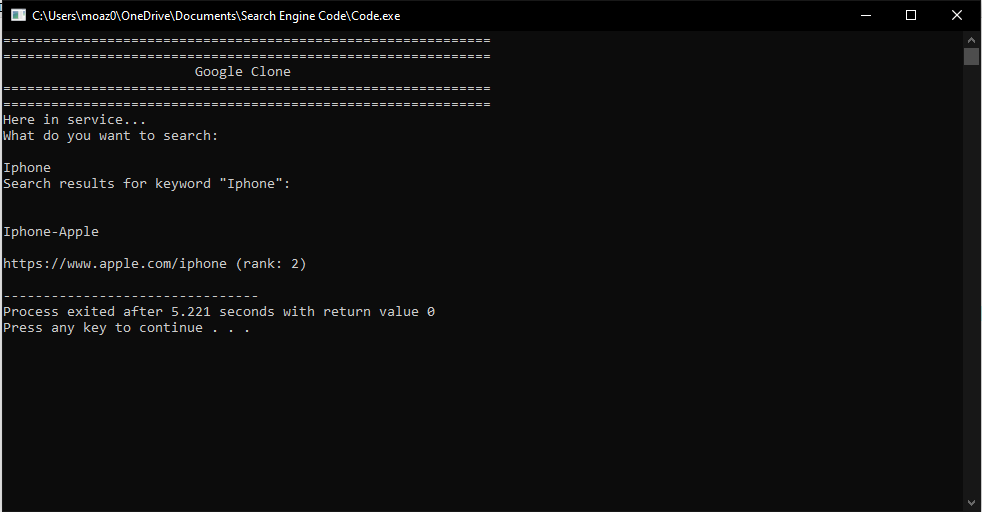 C:\Users\moaz0\OneDrive\Documents\Search Engine Code\Code.exe
=============================================================
=============================================================
Google Clone
=============================================================
=============================================================
Here in service...
What do you want to search:
Iphone
Search results for keyword "Iphone":
Iphone-Apple
https://www.apple.com/iphone (rank: 2)
--------------------------------
Process exited after 5.221 seconds with return value 0
Press any key to continue . . .